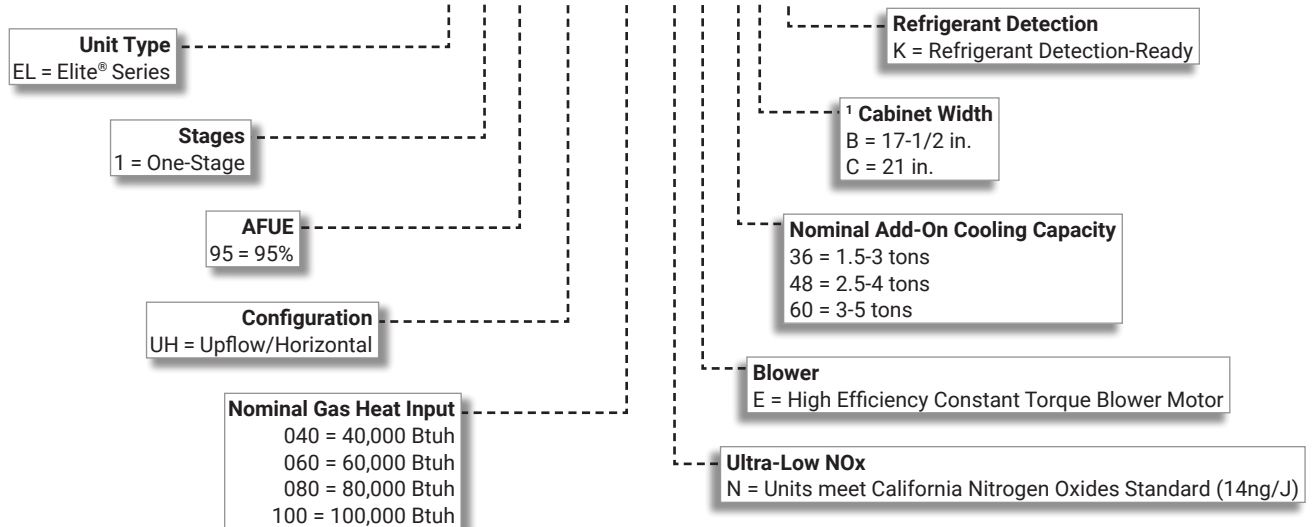 Unit Type
EL = Elite® Series
Stages
1 = One-Stage
AFUE
95 = 95%
Configuration
UH = Upflow/Horizontal
Nominal Gas Heat Input
040 = 40,000 Btuh
060 = 60,000 Btuh
080 = 80,000 Btuh
100 = 100,000 Btuh
Refrigerant Detection
K = Refrigerant Detection-Ready
¹ Cabinet Width
B = 17-1/2 in.
C = 21 in.
Nominal Add-On Cooling Capacity
36 = 1.5-3 tons
48 = 2.5-4 tons
60 = 3-5 tons
Blower
E = High Efficiency Constant Torque Blower Motor
Ultra-Low NOx
N = Units meet California Nitrogen Oxides Standard (14ng/J)